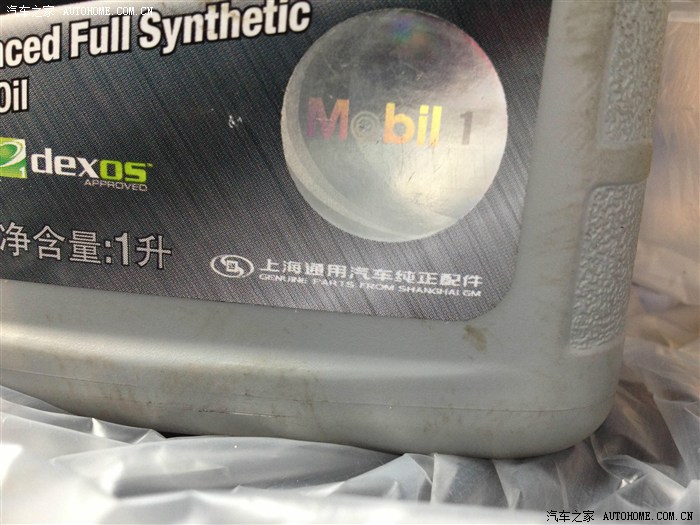 汽车之家 AUTOHOME.COM.CN
nced Full Synthetic
Oil
Mobil 1
1
dexos™
APPROVED
净含量:1升
上海通用汽车纯正配件
GENUINE PARTS FROM SHANGHAI GM
汽车之家 AUTOHOME.COM.CN